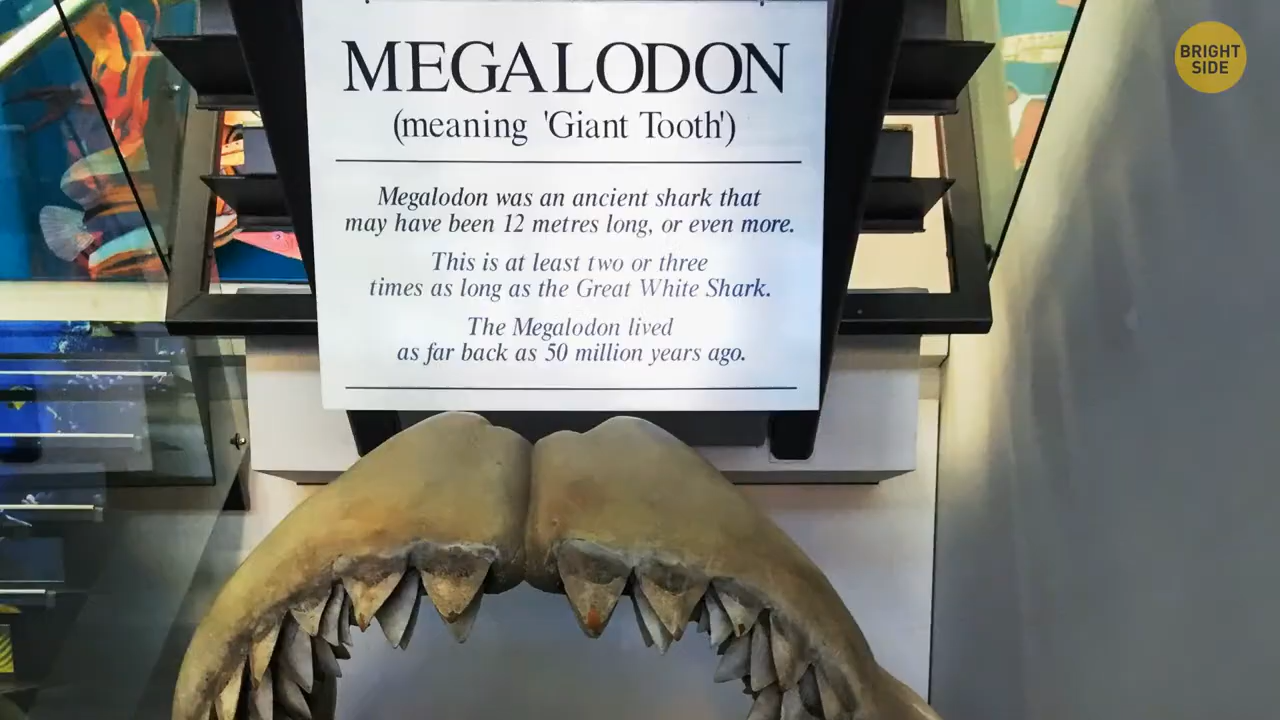 BRIGHT
SIDE
MEGALODON
(meaning 'Giant Tooth')
Megalodon was an ancient shark that
may have been 12 metres long, or even more.
This is at least two or three
times as long as the Great White Shark.
The Megalodon lived
as far back as 50 million years ago.